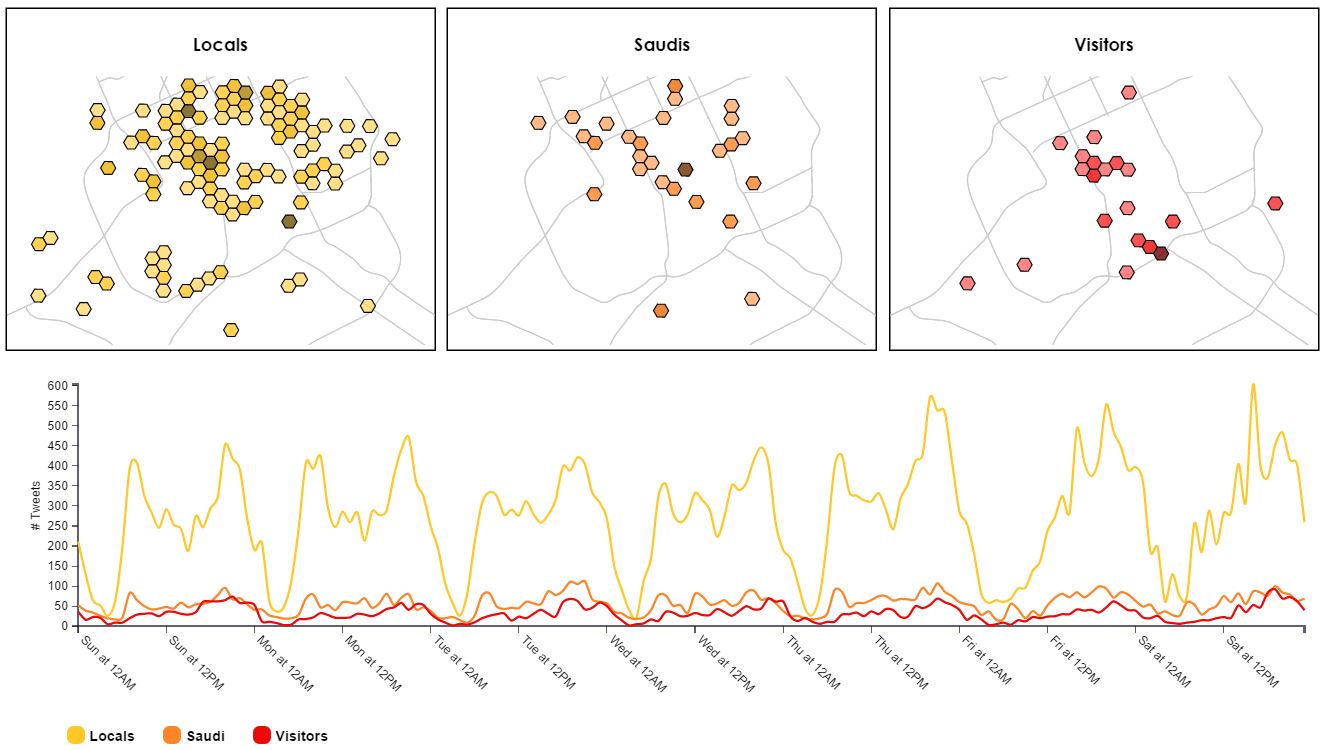 Locals
Saudis
Visitors
600
550
500
450
400
350
300
250
200
150
100
50
0
# Tweets
Sun at 12AM
Sun at 12PM
Mon at 12AM
Mon at 12PM
Tue at 12AM
Tue at 12PM
Wed at 12AM
Wed at 12PM
Thu at 12AM
Thu at 12PM
Fri at 12AM
Fri at 12PM
Sat at 12AM
Sat at 12PM
Locals
Saudi
Visitors